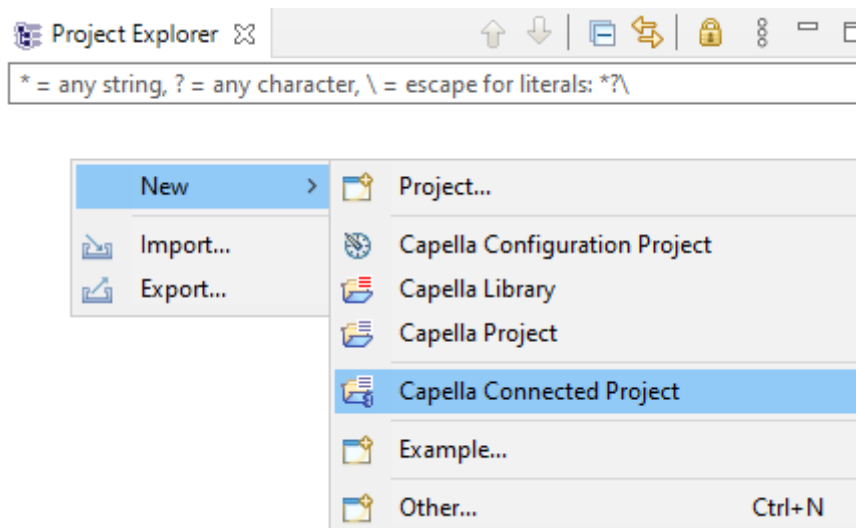 Project Explorer
* = any string, ? = any character, \ = escape for literals: *?\
New
Import...
Export...
Project...
Capella Configuration Project
Capella Library
Capella Project
Capella Connected Project
Example...
Other... Ctrl+N